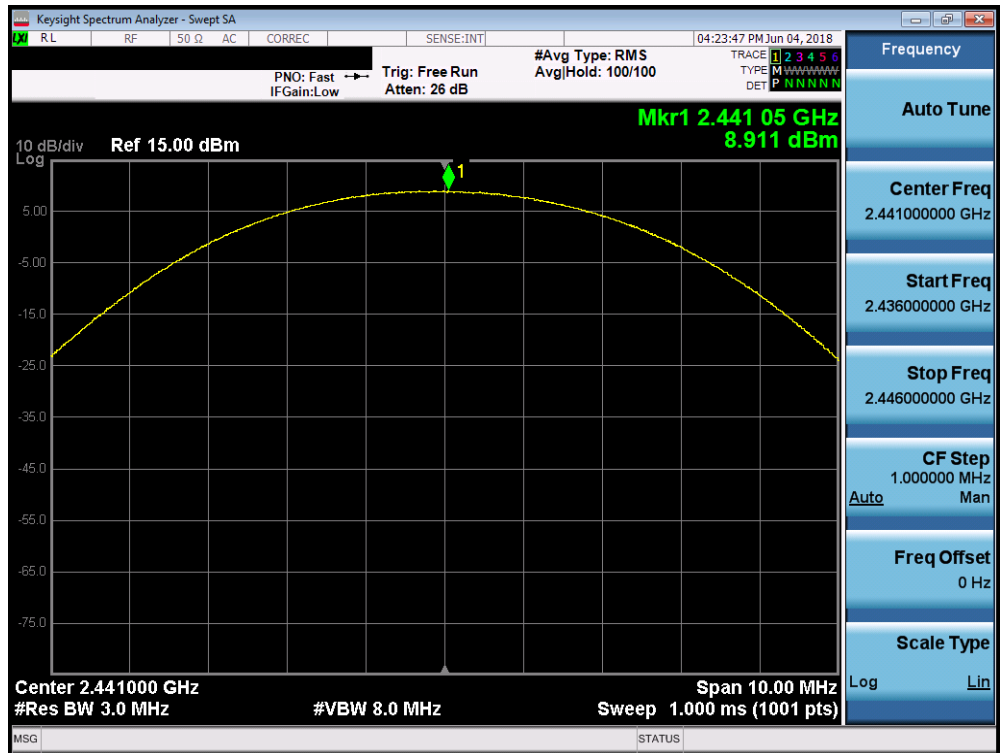 Keysight Spectrum Analyzer - Swept SA
LXI RL RF 50 Ω AC CORREC SENSE:INT 04:23:47 PM Jun 04, 2018
#Avg Type: RMS TRACE 1 2 3 4 5 6
PNO: Fast Trig: Free Run Avg|Hold: 100/100 TYPE M W W W W W
IFGain:Low Atten: 26 dB DET P N N N N N
Mkr1 2.441 05 GHz
8.911 dBm
10 dB/div Ref 15.00 dBm
Log
1
5.00
-5.00
-15.0
-25.0
-35.0
-45.0
-55.0
-65.0
-75.0
Center 2.441000 GHz Span 10.00 MHz
#Res BW 3.0 MHz #VBW 8.0 MHz Sweep 1.000 ms (1001 pts)
MSG STATUS
Frequency
Auto Tune
Center Freq
2.441000000 GHz
Start Freq
2.436000000 GHz
Stop Freq
2.446000000 GHz
CF Step
1.000000 MHz
Auto Man
Freq Offset
0 Hz
Scale Type
Log Lin